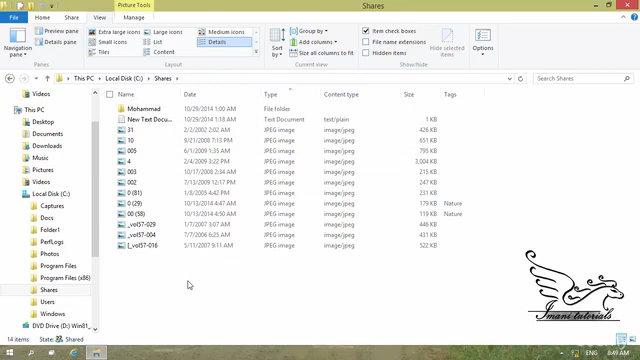 Picture Tools
Shares
File Home Share View Manage
Navigation pane
Preview pane
Details pane
Extra large icons Large icons Medium icons
Small icons List Details
Tiles Content
Sort by
Group by
Add columns
Size all columns to fit
Item check boxes
File name extensions
Hidden items
Hide selected items
Options
Panes Layout Current view Show/hide
This PC Local Disk (C:) Shares
Search Shares
Name Date Type Content type Size Tags
Videos
This PC
Desktop
Documents
Downloads
Music
Pictures
Videos
Local Disk (C:)
Captures
Docs
Folder1
PerfLogs
Photos
Program Files
Program Files (x86)
Shares
Users
Windows
DVD Drive (D:) Win81_
Mohammad 10/29/2014 1:00 AM File folder
New Text Docu... 10/29/2014 1:18 AM Text Document text/plain 1 KB
31 2/2/2002 2:02 AM JPEG image image/jpeg 426 KB
10 9/21/2008 7:13 PM JPEG image image/jpeg 651 KB
005 6/1/2009 1:35 AM JPEG image image/jpeg 795 KB
4 2/4/2009 3:22 PM JPEG image image/jpeg 3,004 KB
003 10/17/2008 2:34 AM JPEG image image/jpeg 215 KB
002 7/13/2009 12:17 PM JPEG image image/jpeg 247 KB
0 (81) 1/8/2005 4:42 PM JPEG image image/jpeg 231 KB
0 (29) 10/13/2014 4:47 AM JPEG image image/jpeg 179 KB Nature
00 (58) 10/13/2014 4:50 AM JPEG image image/jpeg 119 KB Nature
_vol57-029 1/7/2007 3:07 AM JPEG image image/jpeg 446 KB
_vol57-004 7/7/2006 6:25 AM JPEG image image/jpeg 431 KB
[_vol57-016 5/11/2007 9:11 AM JPEG image image/jpeg 522 KB
Imani tutorials
14 items State: Shared
ENG 8:49 AM